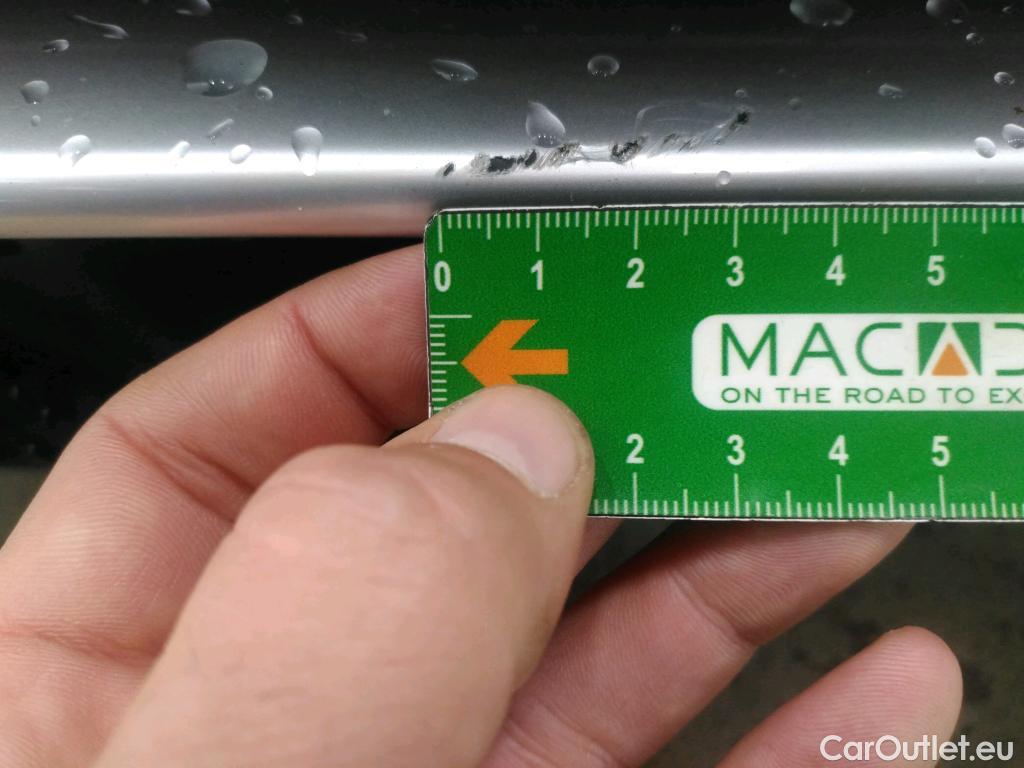 0 1 2 3 4 5
MAC
ON THE ROAD TO EX
2 3 4 5
CarOutlet.eu